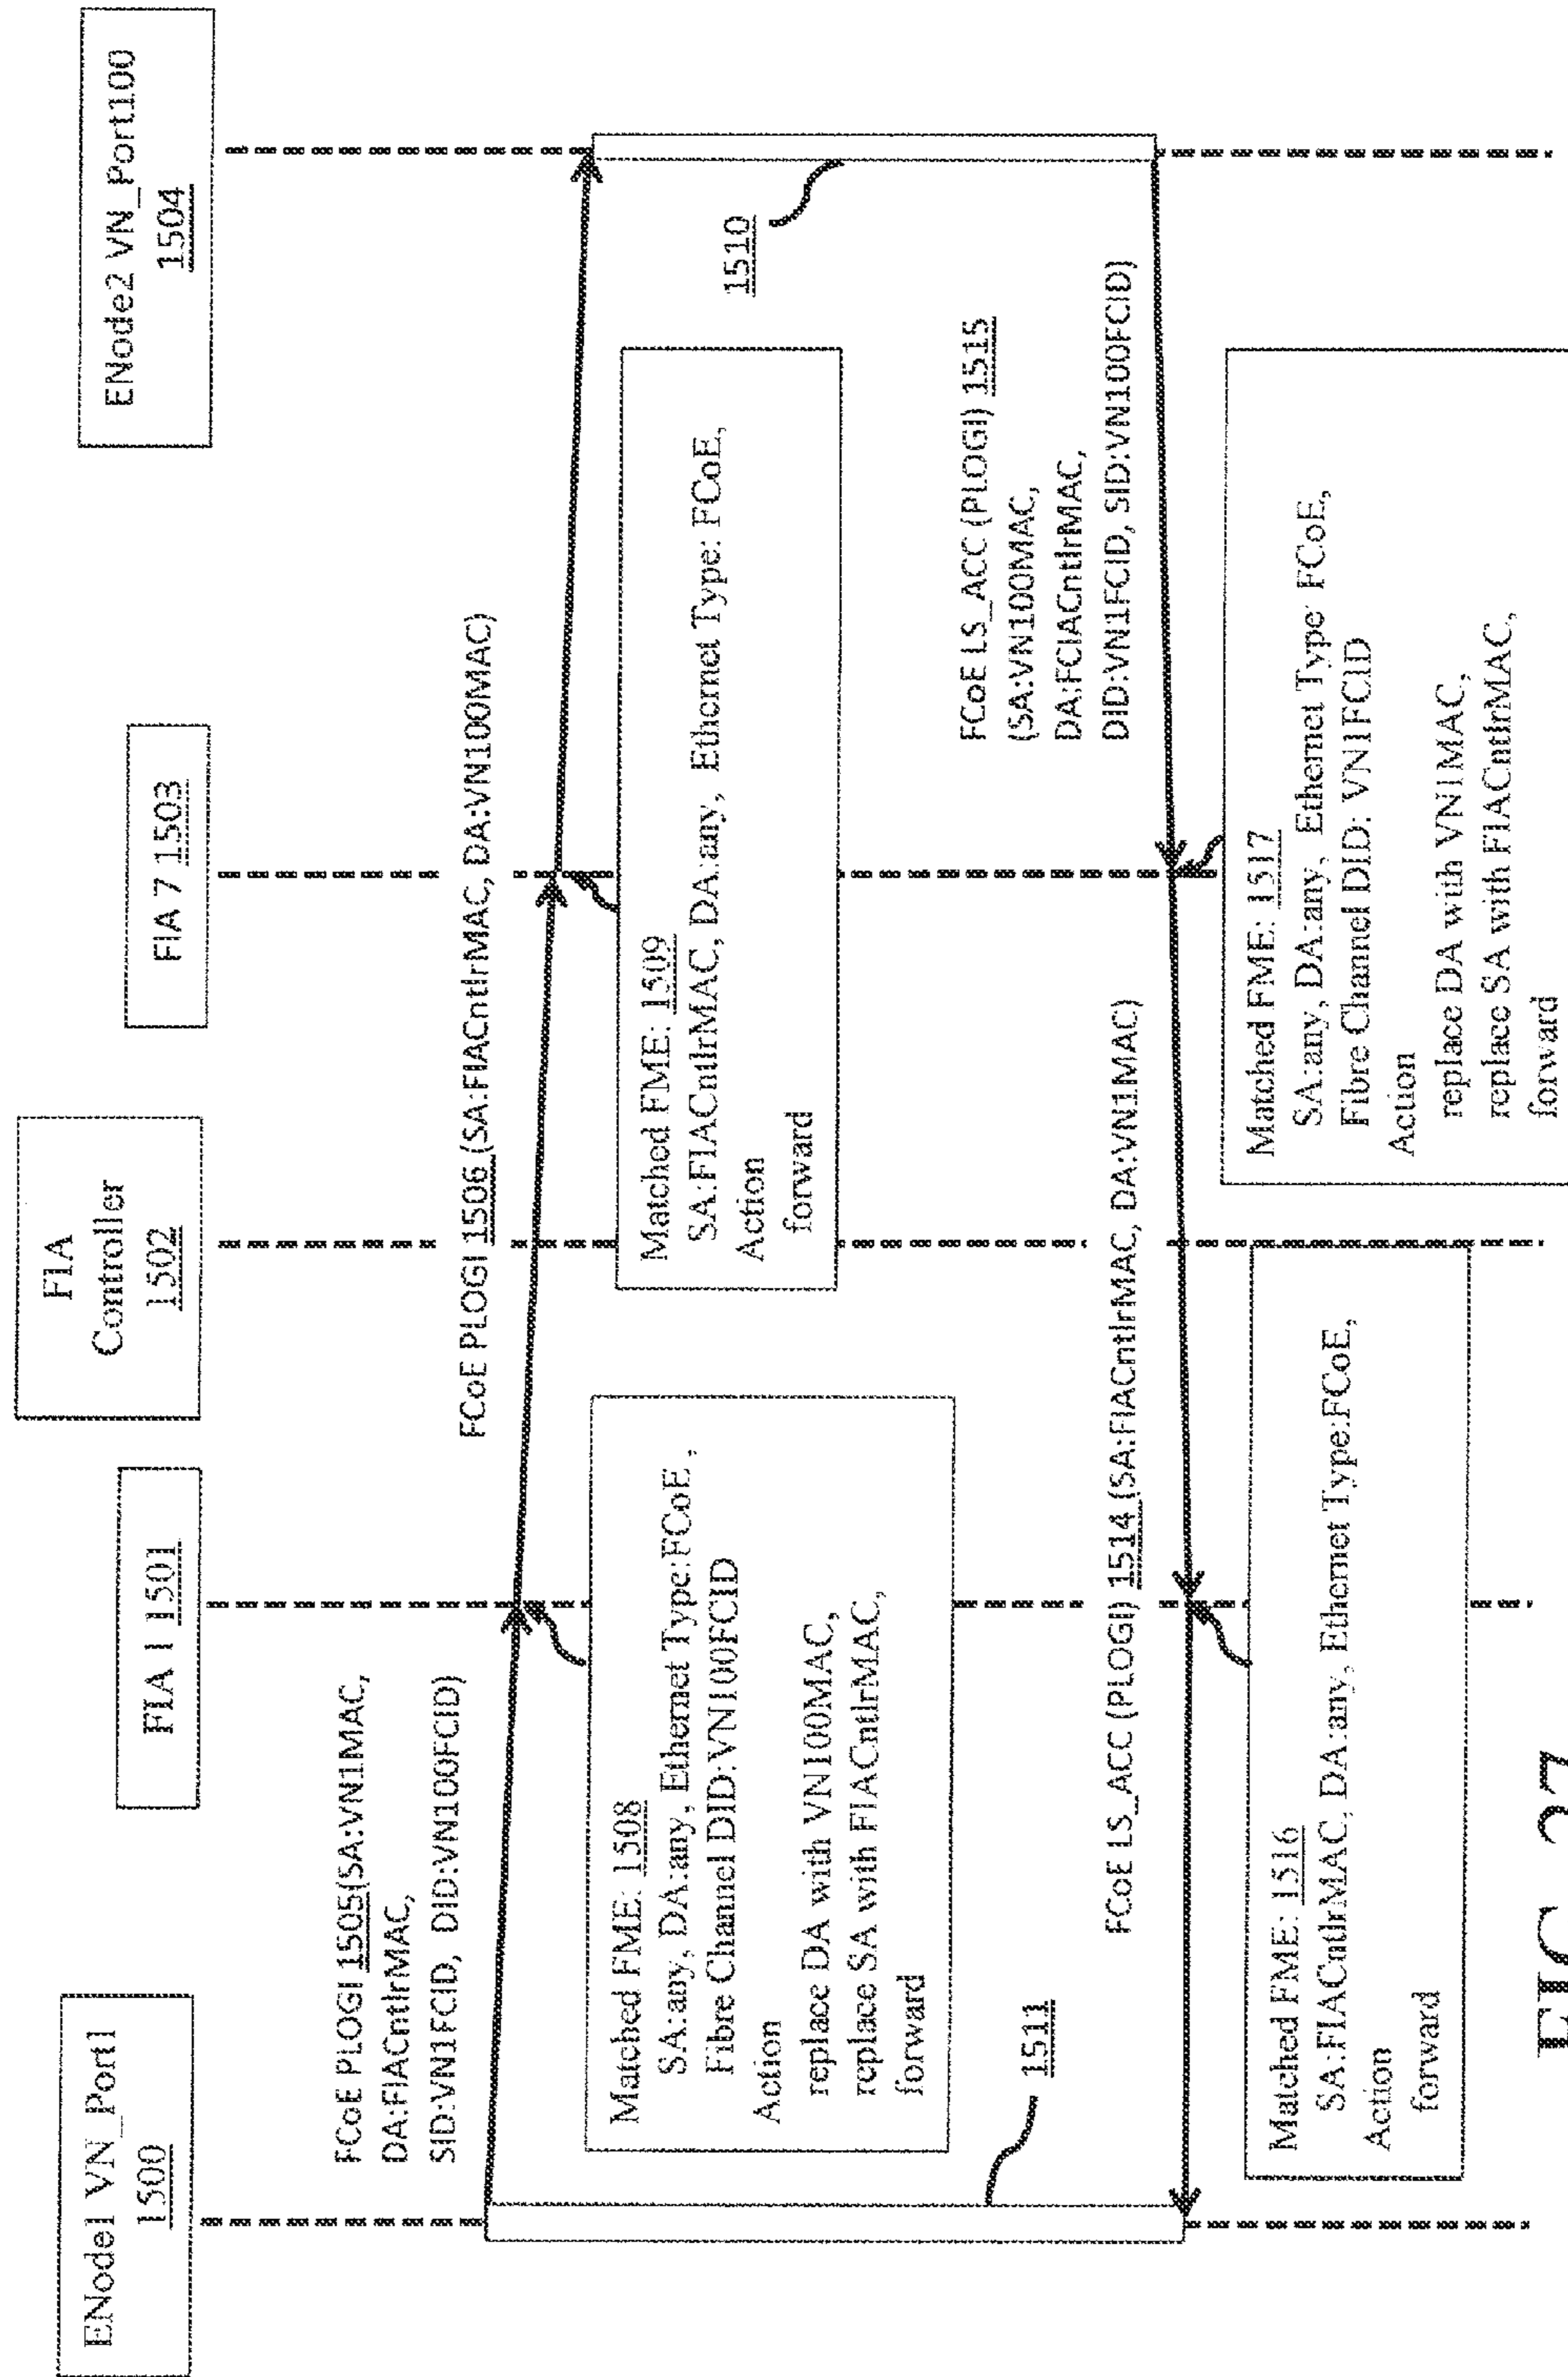 ENode1 VN_Port1
1500
FIA 1 1501
FIA
Controller
1502
FIA 7 1503
ENode2 VN_Port100
1504
FCoE PLOGI 1505(SA:VN1MAC,
DA:FIACntlrMAC,
SID:VN1FCID, DID:VN100FCID)
FCoE PLOGI 1506 (SA:FIACntlrMAC, DA:VN100MAC)
Matched FME: 1508
SA:any, DA:any, Ethernet Type:FCoE,
Fibre Channel DID:VN100FCID
Action
replace DA with VN100MAC,
replace SA with FIACntlrMAC,
forward
Matched FME: 1509
SA:FIACntlrMAC, DA:any, Ethernet Type: FCoE,
Action
forward
1510
1511
FCoE LS_ACC (PLOGI) 1515
(SA:VN100MAC,
DA:FCIACntlrMAC,
DID:VN1FCID, SID:VN100FCID)
FCoE LS_ACC (PLOGI) 1514 (SA:FIACntlrMAC, DA:VN1MAC)
Matched FME: 1516
SA:FIACntlrMAC, DA:any, Ethernet Type:FCoE,
Action
forward
Matched FME: 1517
SA:any, DA:any, Ethernet Type: FCoE,
Fibre Channel DID: VN1FCID
Action
replace DA with VN1MAC,
replace SA with FIACntlrMAC,
forward